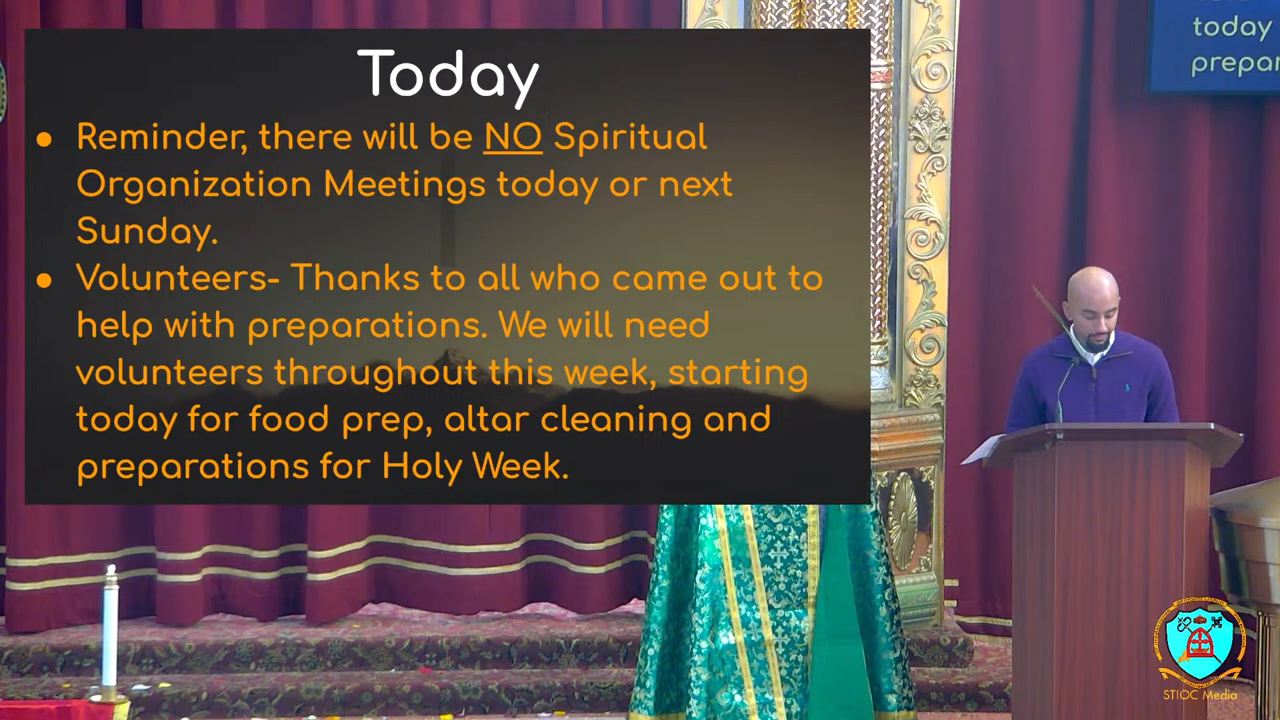 Today
● Reminder, there will be NO Spiritual
Organization Meetings today or next
Sunday.
● Volunteers- Thanks to all who came out to
help with preparations. We will need
volunteers throughout this week, starting
today for food prep, altar cleaning and
preparations for Holy Week.
today
STIOC Media